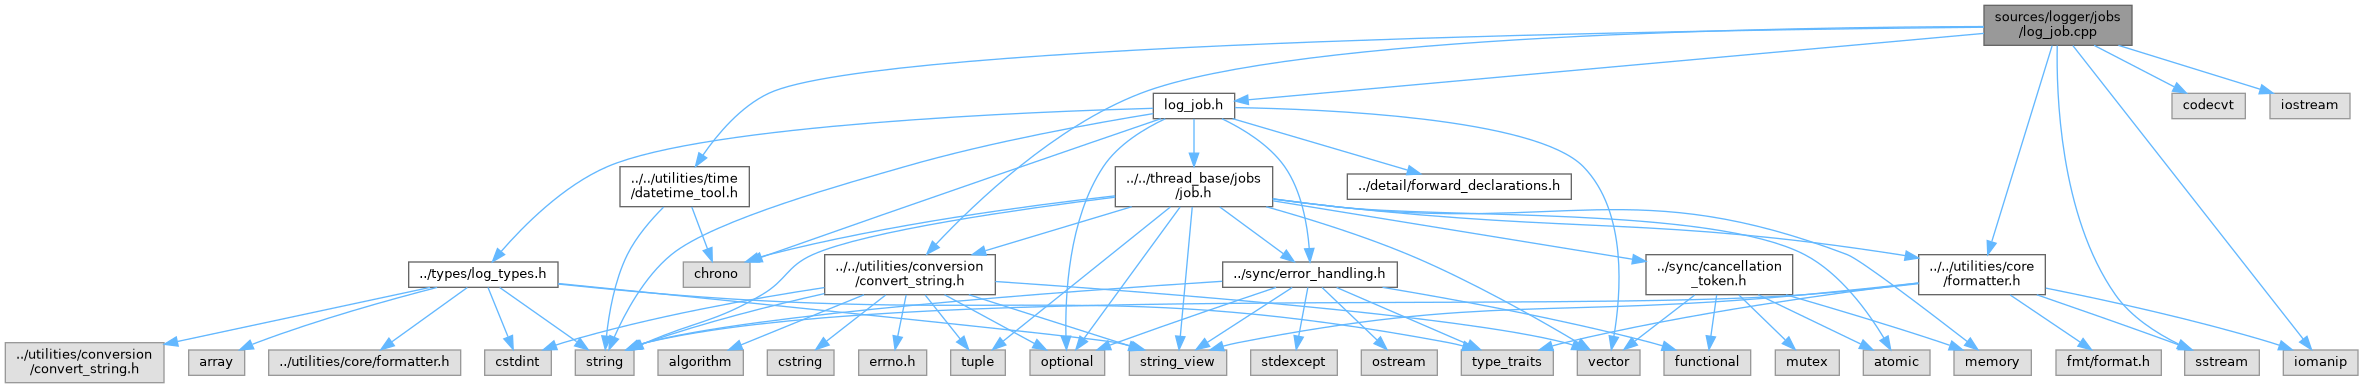 sources/logger/jobs
/log_job.cpp
log_job.h
codecvt
iostream
../../utilities/time
/datetime_tool.h
../../thread_base/jobs
/job.h
../detail/forward_declarations.h
../types/log_types.h
chrono
../../utilities/conversion
/convert_string.h
../sync/error_handling.h
../sync/cancellation
_token.h
../../utilities/core
/formatter.h
../utilities/conversion
/convert_string.h
array
../utilities/core/formatter.h
cstdint
string
algorithm
cstring
errno.h
tuple
optional
string_view
stdexcept
ostream
type_traits
vector
functional
mutex
atomic
memory
fmt/format.h
sstream
iomanip